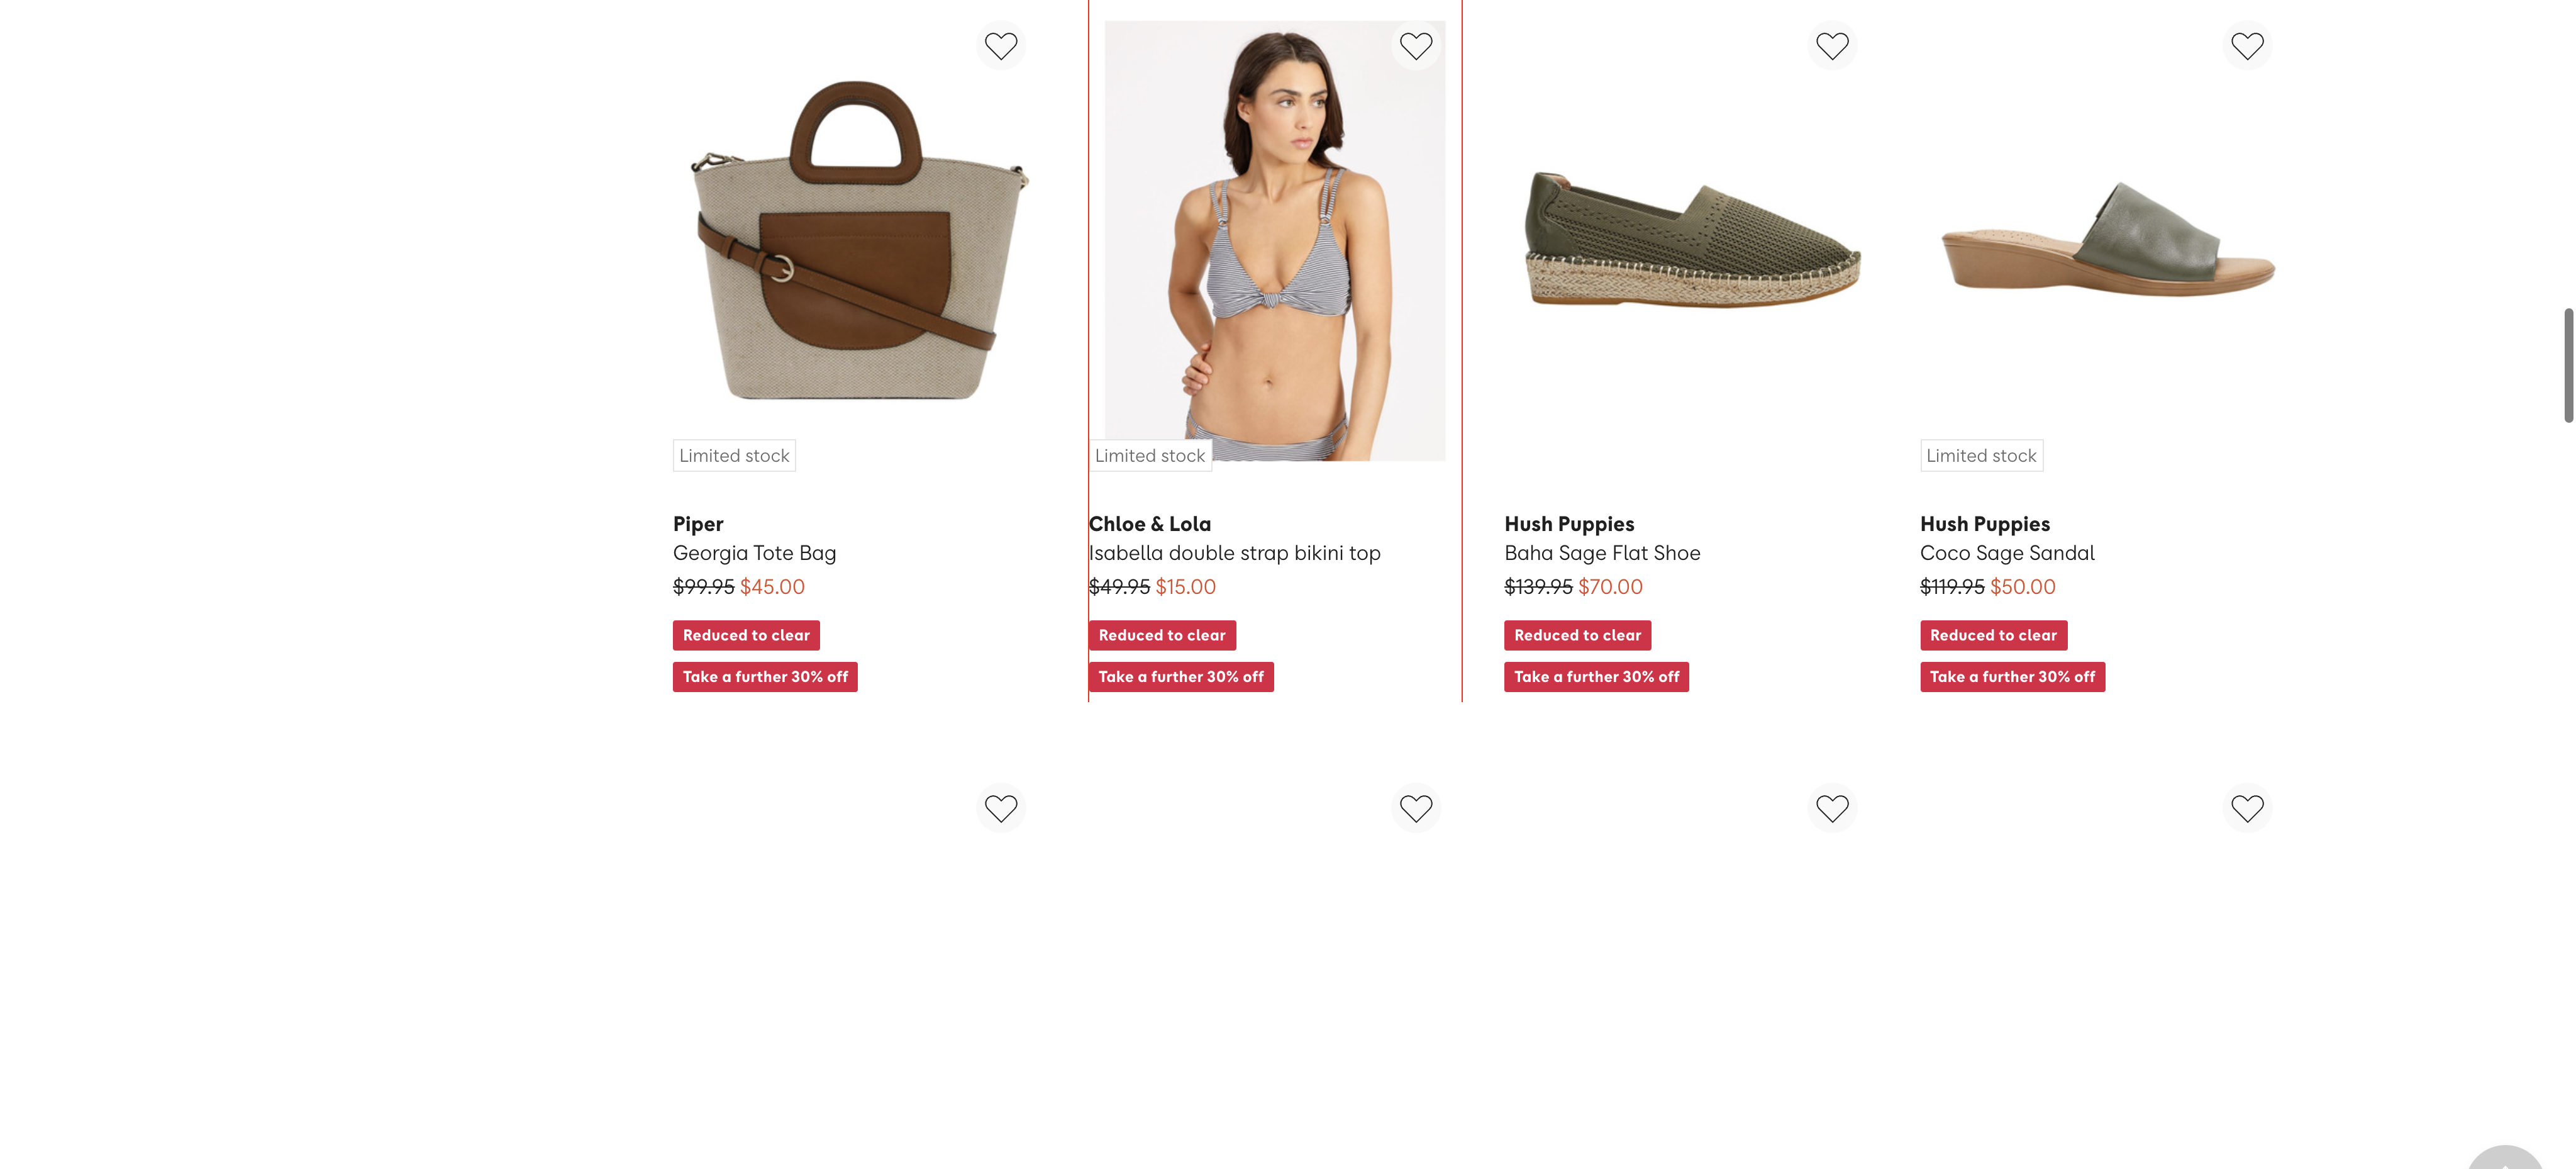 Limited stock
Limited stock
Limited stock
Piper
Georgia Tote Bag
$99.95 $45.00
Reduced to clear
Take a further 30% off
Chloe & Lola
Isabella double strap bikini top
$49.95 $15.00
Reduced to clear
Take a further 30% off
Hush Puppies
Baha Sage Flat Shoe
$139.95 $70.00
Reduced to clear
Take a further 30% off
Hush Puppies
Coco Sage Sandal
$119.95 $50.00
Reduced to clear
Take a further 30% off